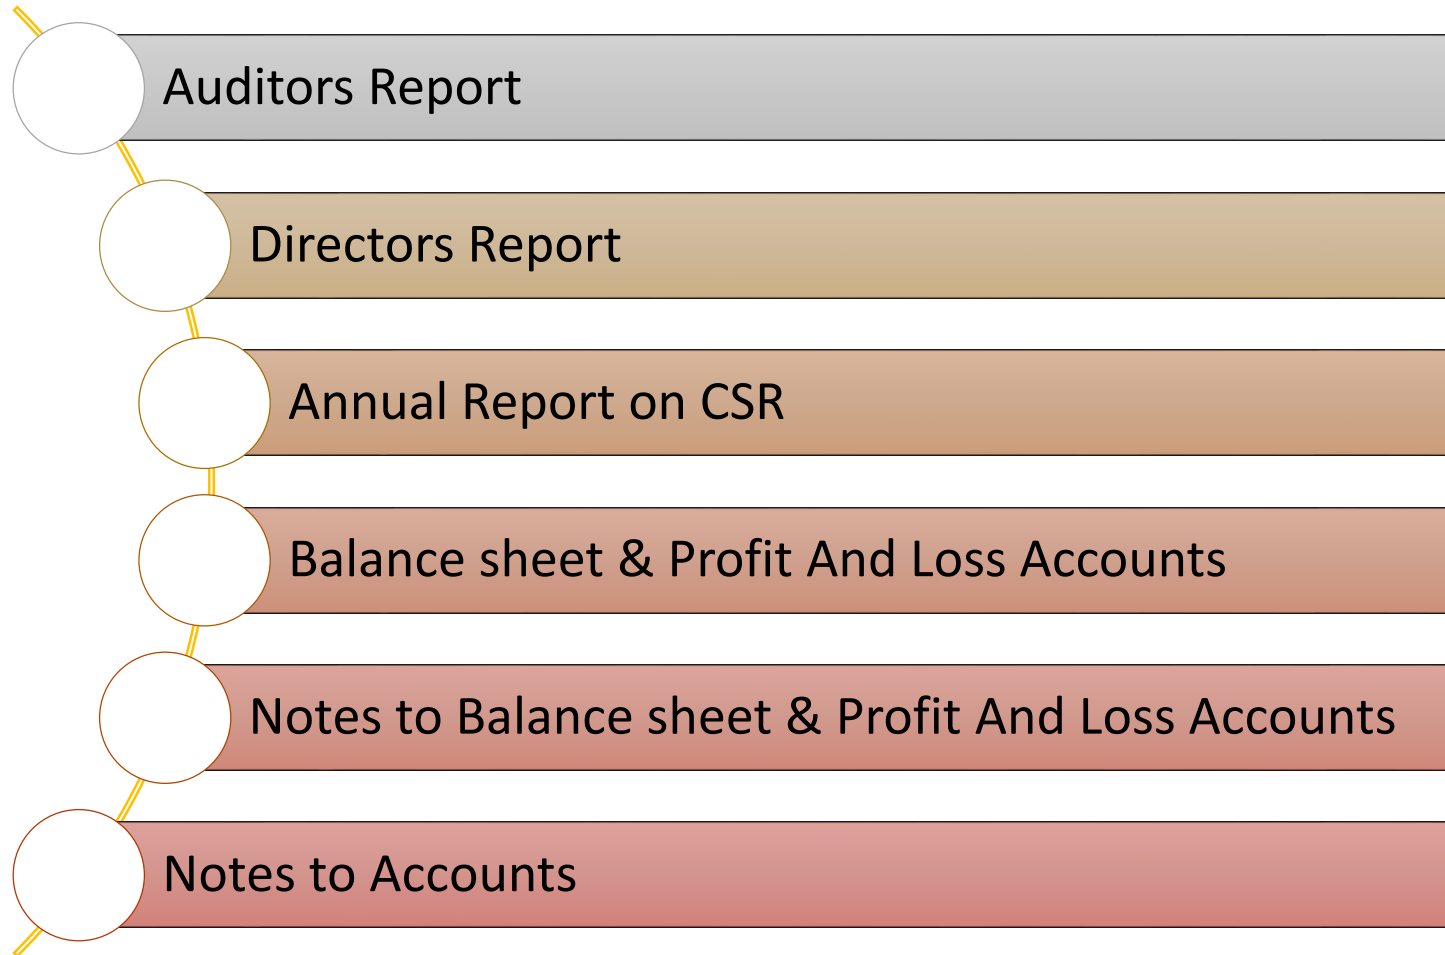 Auditors Report
Directors Report
Annual Report on CSR
Balance sheet & Profit And Loss Accounts
Notes to Balance sheet & Profit And Loss Accounts
Notes to Accounts